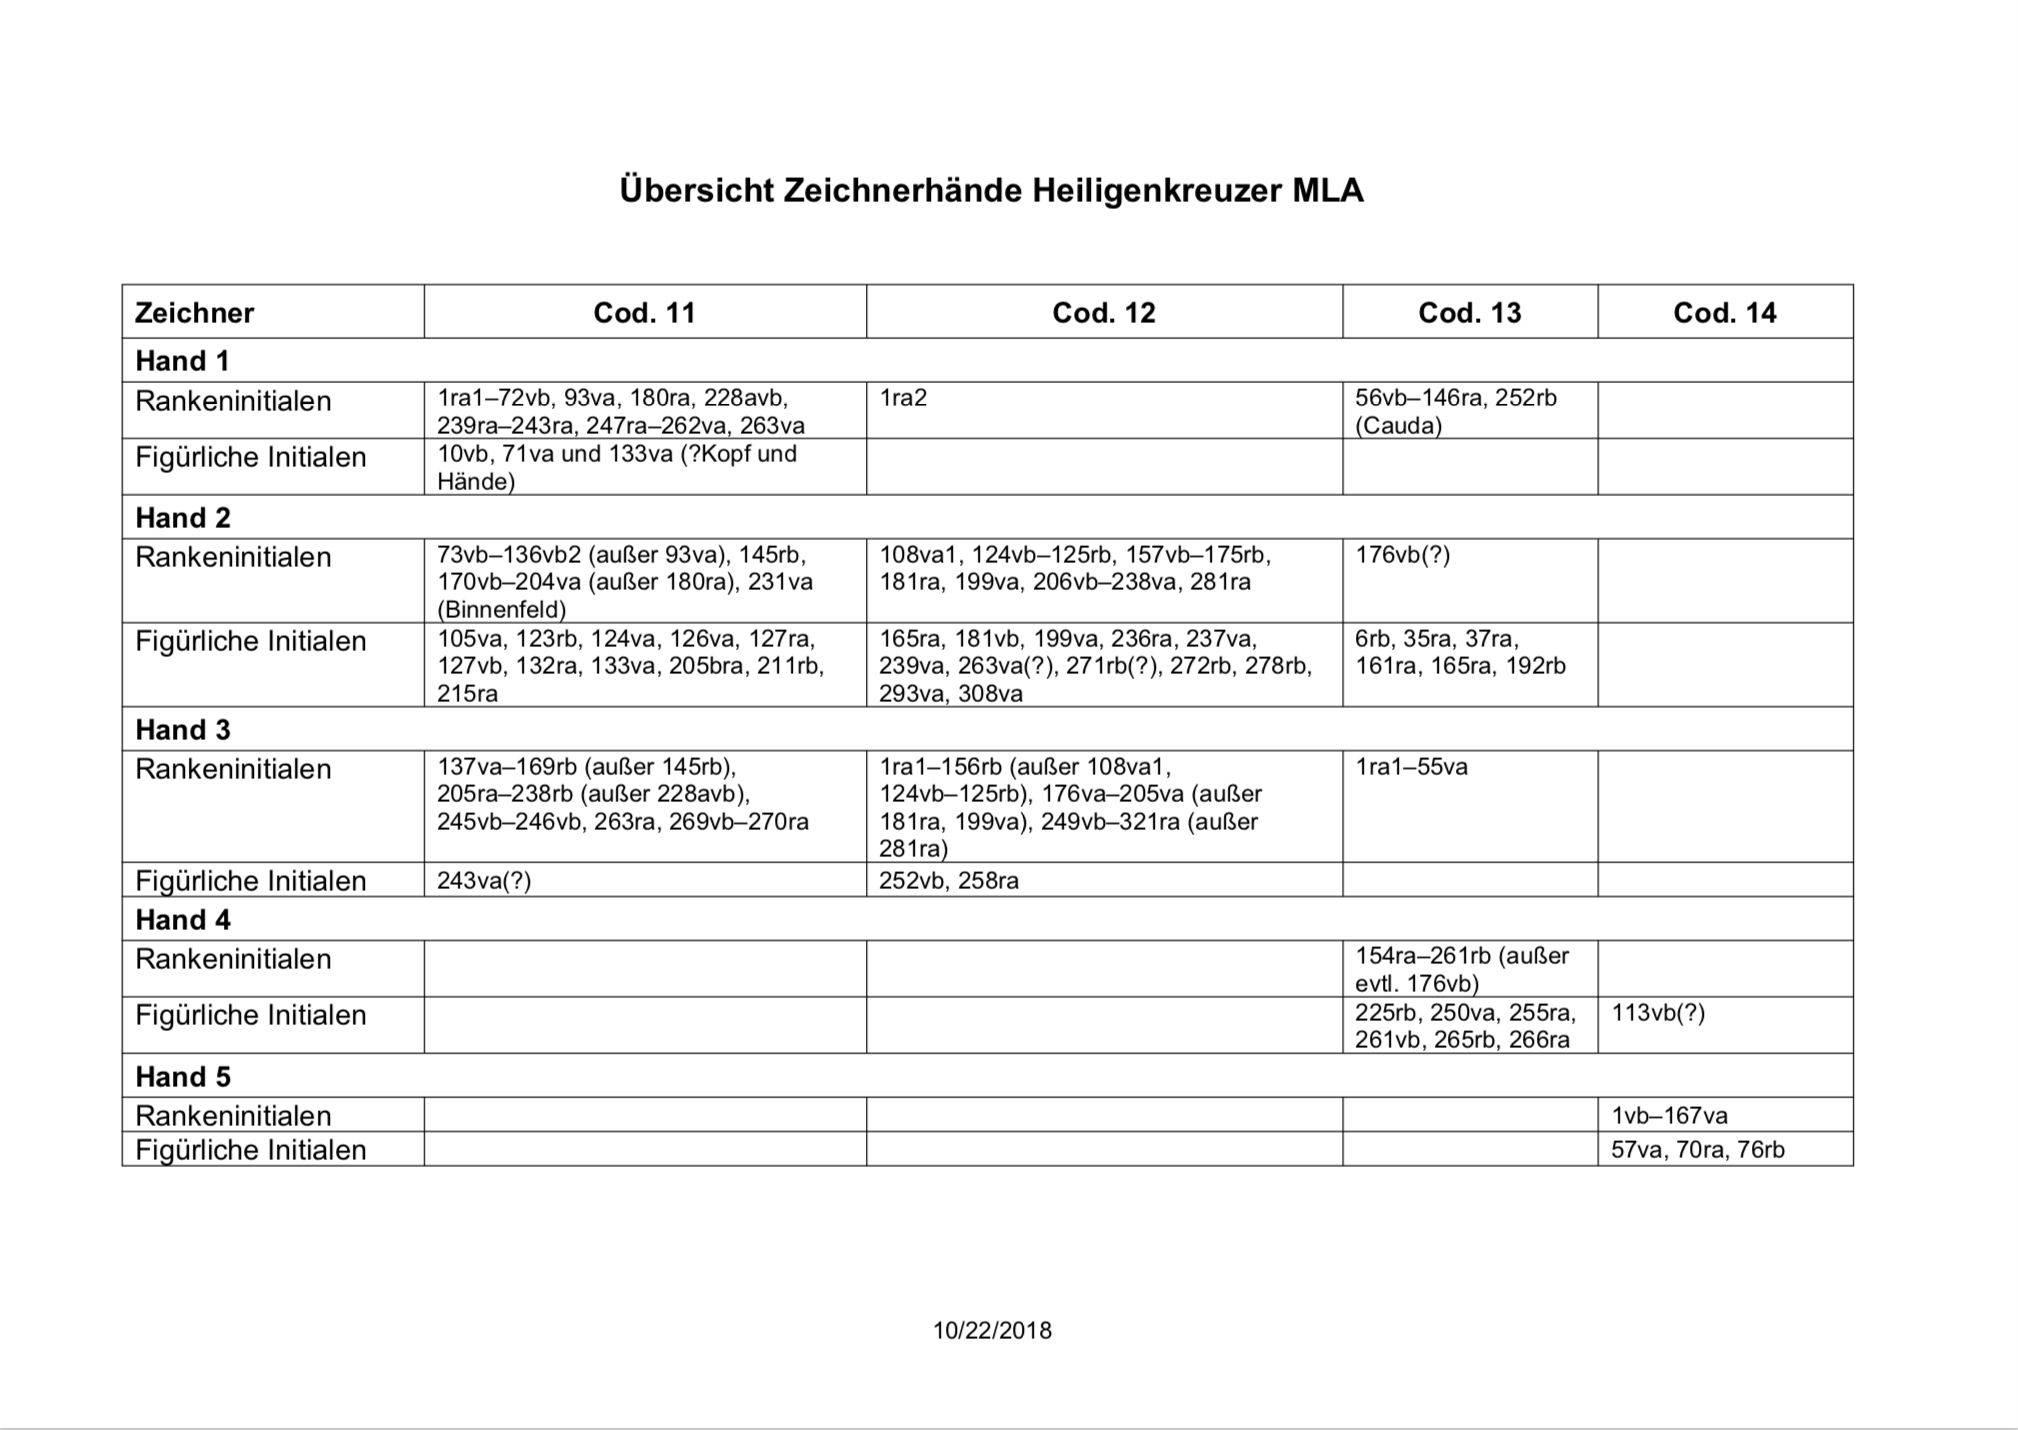 Übersicht Zeichnerhände Heiligenkreuzer MLA
Zeichner Cod. 11 Cod. 12 Cod. 13 Cod. 14
Hand 1
Rankeninitialen
1ra1–72vb, 93va, 180ra, 228avb,
239ra–243ra, 247ra–262va, 263va
1ra2
56vb–146ra, 252rb
(Cauda)
Figürliche Initialen
10vb, 71va und 133va (?Kopf und
Hände)
Hand 2
Rankeninitialen
73vb–136vb2 (außer 93va), 145rb,
170vb–204va (außer 180ra), 231va
(Binnenfeld)
108va1, 124vb–125rb, 157vb–175rb,
181ra, 199va, 206vb–238va, 281ra
176vb(?)
Figürliche Initialen
105va, 123rb, 124va, 126va, 127ra,
127vb, 132ra, 133va, 205bra, 211rb,
215ra
165ra, 181vb, 199va, 236ra, 237va,
239va, 263va(?), 271rb(?), 272rb, 278rb,
293va, 308va
6rb, 35ra, 37ra,
161ra, 165ra, 192rb
Hand 3
Rankeninitialen
137va–169rb (außer 145rb),
205ra–238rb (außer 228avb),
245vb–246vb, 263ra, 269vb–270ra
1ra1–156rb (außer 108va1,
124vb–125rb), 176va–205va (außer
181ra, 199va), 249vb–321ra (außer
281ra)
1ra1–55va
Figürliche Initialen
243va(?)
252vb, 258ra
Hand 4
Rankeninitialen
154ra–261rb (außer
evtl. 176vb)
Figürliche Initialen
225rb, 250va, 255ra,
261vb, 265rb, 266ra
113vb(?)
Hand 5
Rankeninitialen
1vb–167va
Figürliche Initialen
57va, 70ra, 76rb
10/22/2018